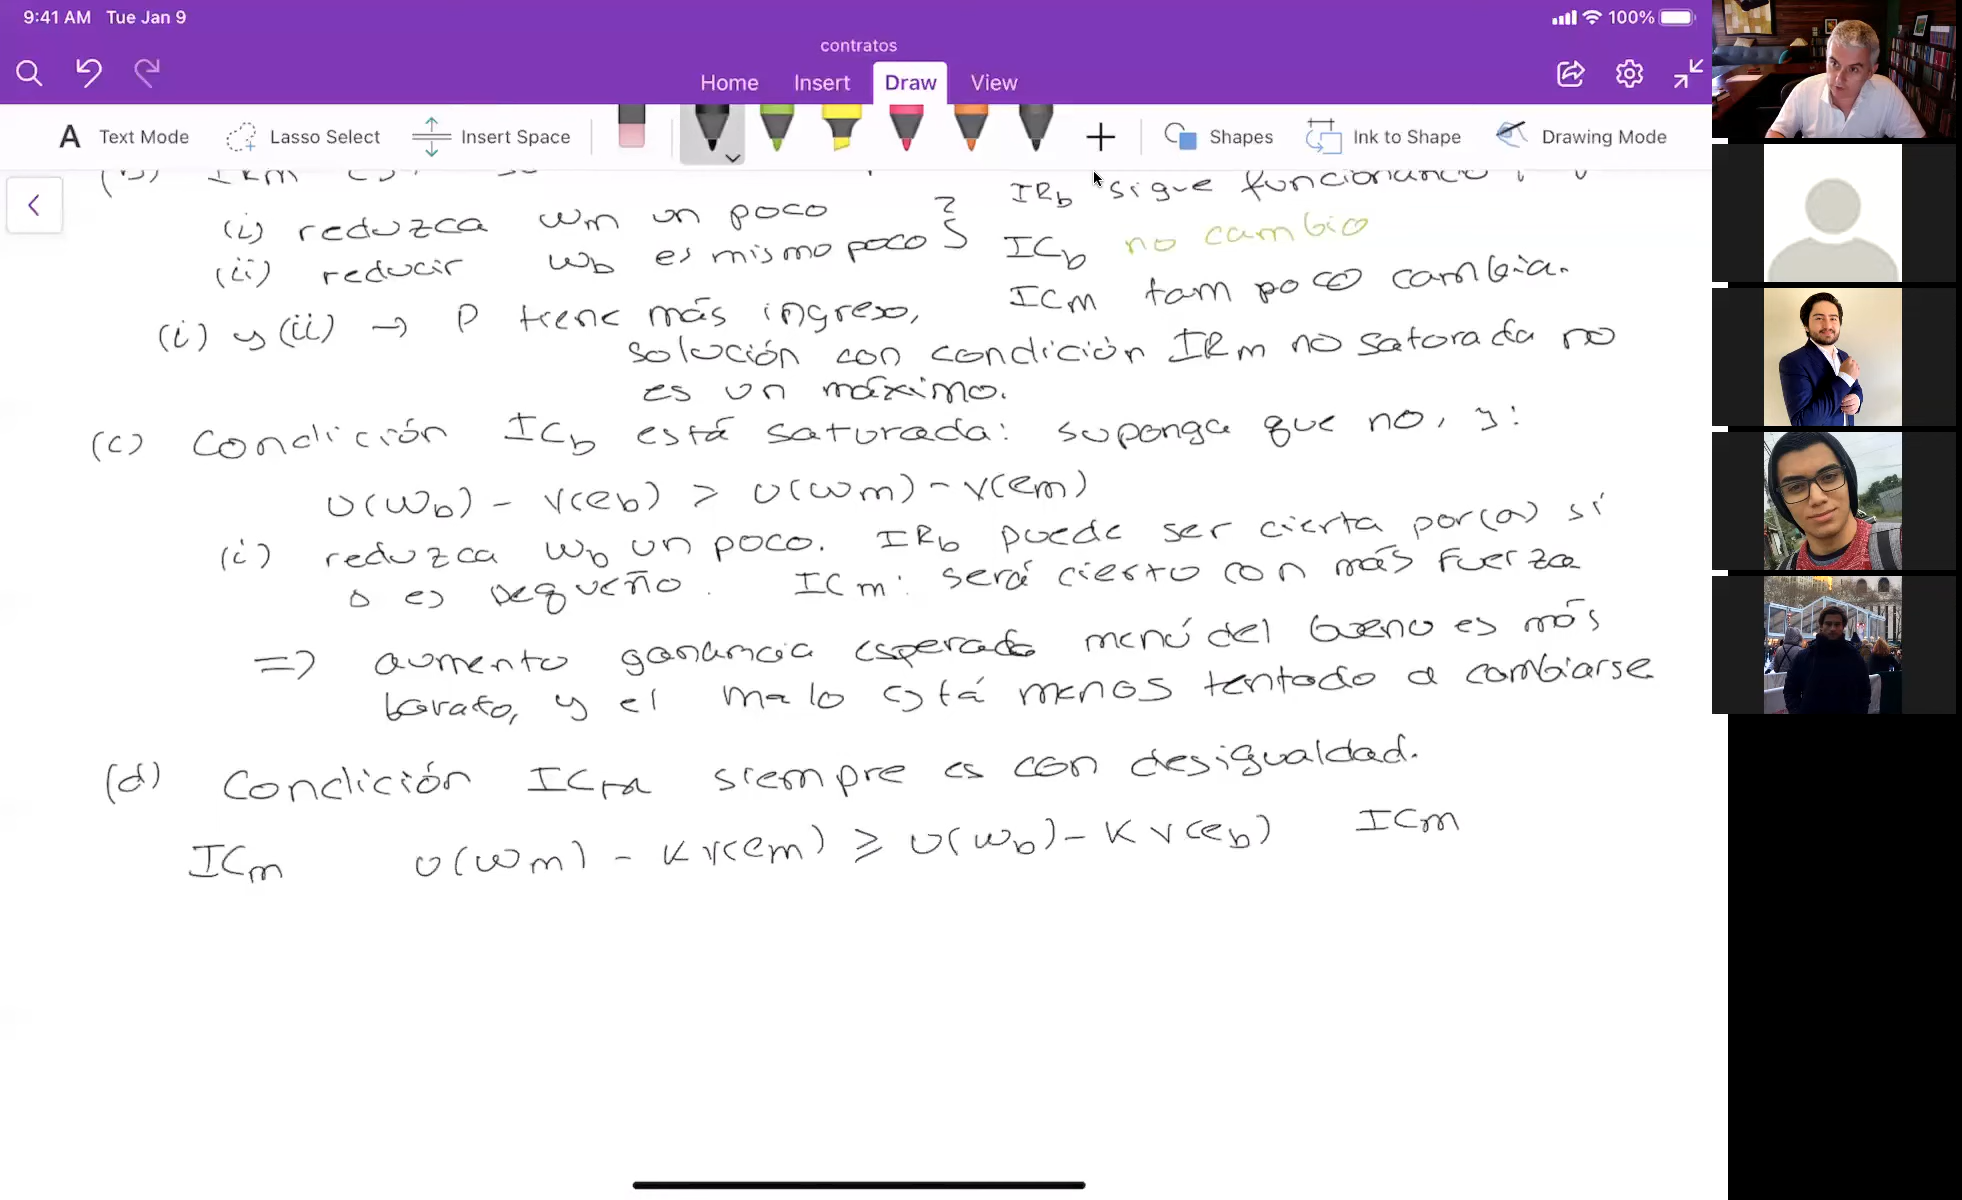 9:41 AM Tue Jan 9
100%
contratos
Home Insert Draw View
A Text Mode Lasso Select Insert Space Shapes Ink to Shape Drawing Mode
IRb sigue funcionando
(i) reduzca wm un poco
(ii) reducir wb es mismo poco
ICb no cambio
ICm tam poco cambia.
(i) y (ii) → P tiene más ingreso,
solución con condición IRm no saturada no
es un máximo.
(c) Condición ICb está saturada: suponga que no, y:
u(wb) - v(eb) > u(wm) - v(em)
(i) reduzca wb un poco. IRb puede ser cierta por (a) si
Δ es pequeño. ICm: será cierto con más fuerza
=> aumento ganancia esperada menú del bueno es más
barato, y el malo está menos tentado a cambiarse
(d) Condición ICm siempre es con desigualdad.
ICm u(wm) - k v(em) ≥ u(wb) - k v(eb) ICm